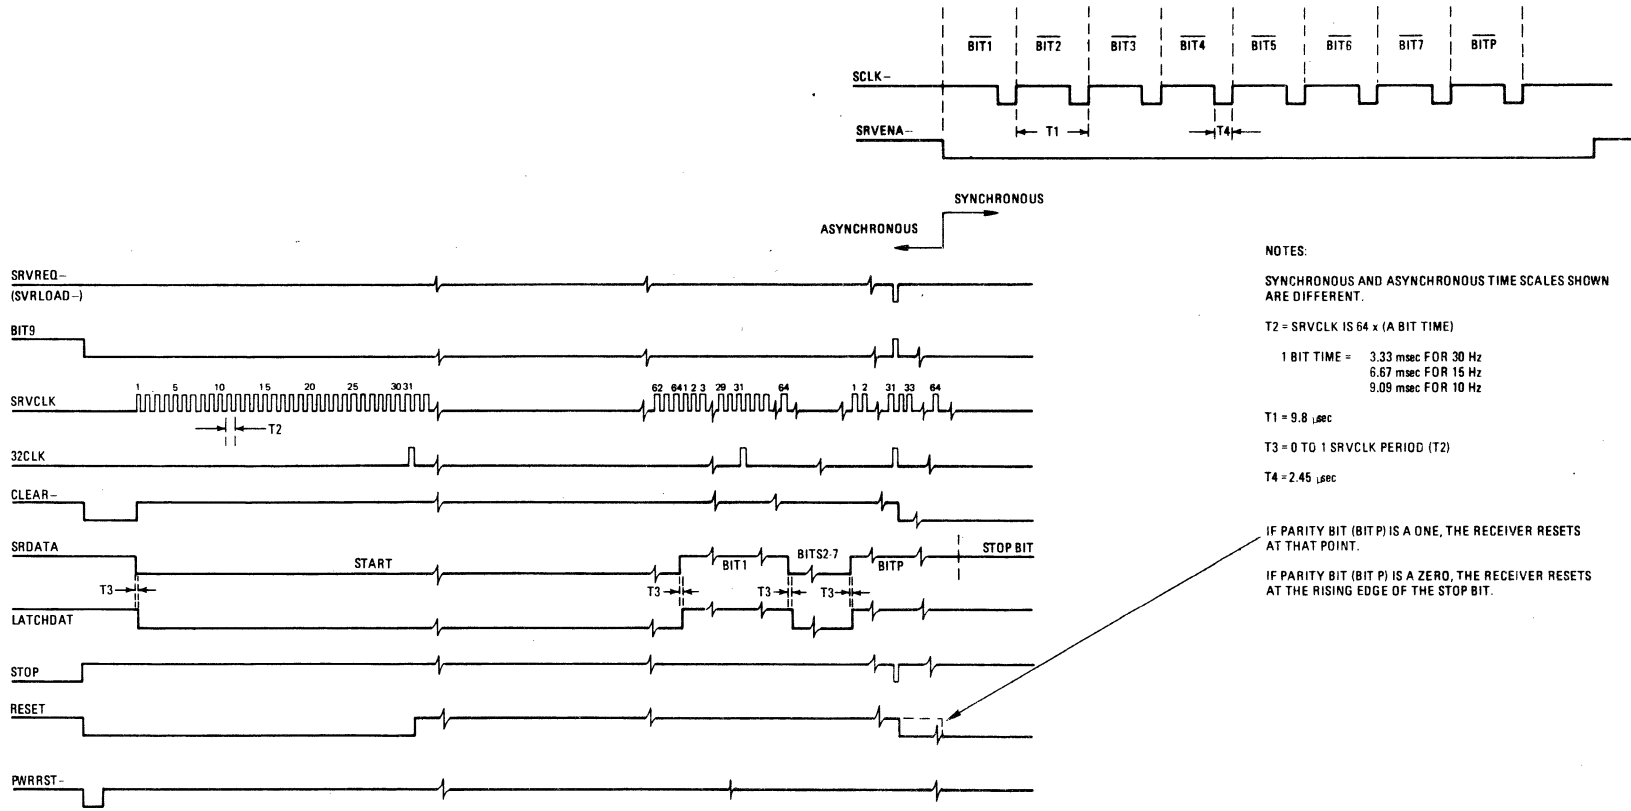 BIT1 BIT2 BIT3 BIT4 BIT5 BIT6 BIT7 BITP
SCLK–
SRVENA–
T1
T4
SYNCHRONOUS
ASYNCHRONOUS
NOTES:
SYNCHRONOUS AND ASYNCHRONOUS TIME SCALES SHOWN
ARE DIFFERENT.
T2 = SRVCLK IS 64 x (A BIT TIME)
1 BIT TIME = 3.33 msec FOR 30 Hz
6.67 msec FOR 15 Hz
9.09 msec FOR 10 Hz
T1 = 9.8 µsec
T3 = 0 TO 1 SRVCLK PERIOD (T2)
T4 = 2.45 µsec
IF PARITY BIT (BIT P) IS A ONE, THE RECEIVER RESETS
AT THAT POINT.
IF PARITY BIT (BIT P) IS A ZERO, THE RECEIVER RESETS
AT THE RISING EDGE OF THE STOP BIT.
SRVREQ–
(SVRLOAD–)
BIT9
1 5 10 15 20 25 30 31 62 64 1 2 3 29 31 64 1 2 31 33 64
SRVCLK
T2
32CLK
CLEAR–
SRDATA
START
BIT1
BITS2-7
BITP
STOP BIT
T3 T3 T3 T3
LATCHDAT
STOP
RESET
PWRRST–